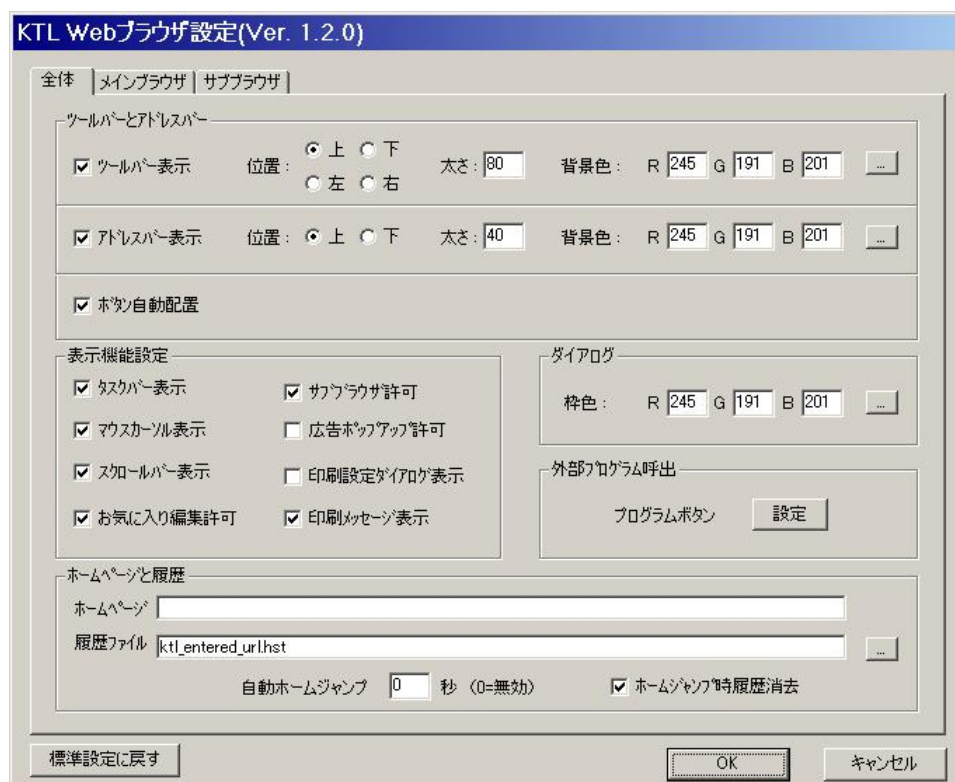 KTL Webブラウザ設定(Ver. 1.2.0)
全体 メインブラウザ サブブラウザ
ツールバーとアドレスバー
ツールバー表示 位置： 上 下 左 右 太さ： 80 背景色： R 245 G 191 B 201 ...
アドレスバー表示 位置： 上 下 太さ： 40 背景色： R 245 G 191 B 201 ...
ボタン自動配置
表示機能設定
タスクバー表示 サブブラウザ許可
マウスカーソル表示 広告ポップアップ許可
スクロールバー表示 印刷設定ダイアログ表示
お気に入り編集許可 印刷メッセージ表示
ダイアログ
枠色： R 245 G 191 B 201 ...
外部プログラム呼出
プログラムボタン 設定
ホームページと履歴
ホームページ
履歴ファイル ktl_entered_url.hst ...
自動ホームジャンプ 0 秒 (0=無効) ホームジャンプ時履歴消去
標準設定に戻す OK キャンセル